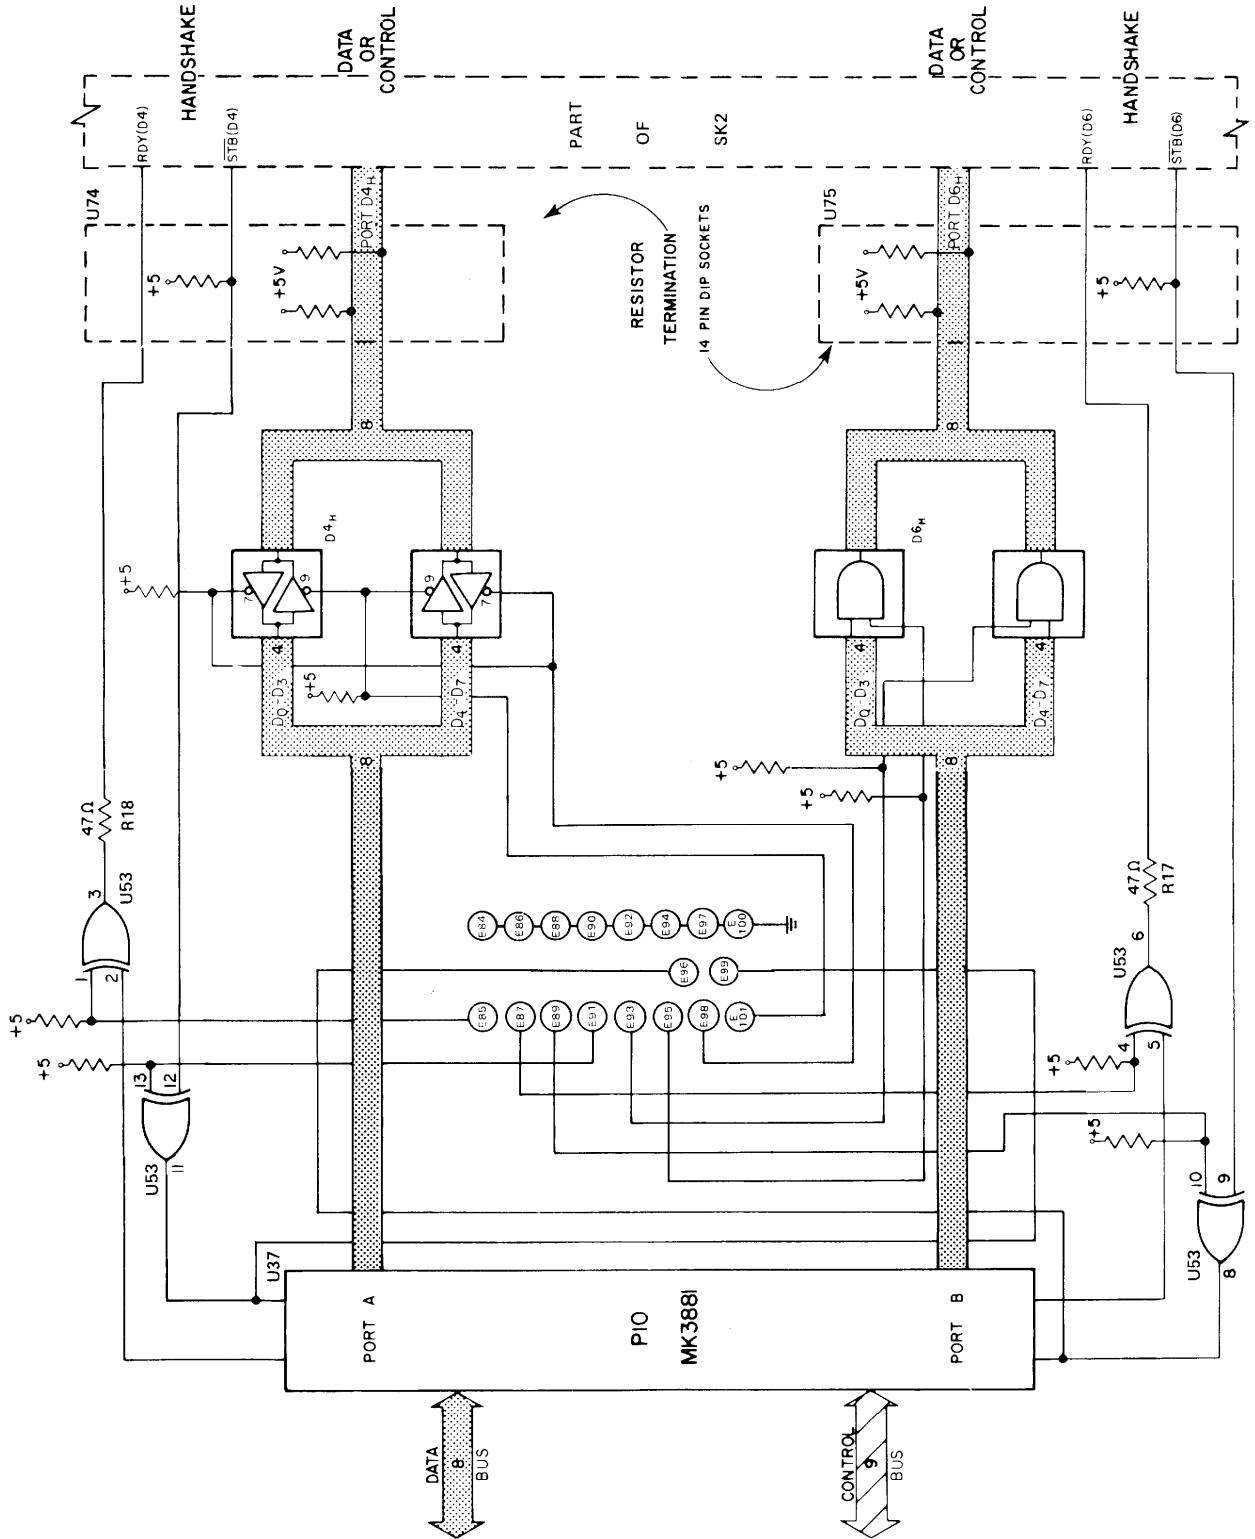 HANDSHAKE
DATA
OR
CONTROL
DATA
OR
CONTROL
HANDSHAKE
RDY(D4)
STB(D4)
PART
OF
SK2
RDY(D6)
STB(D6)
U74
+5
+5V
PORT D4H
RESISTOR
TERMINATION
14 PIN DIP SOCKETS
U75
+5V
PORT D6H
+5
8
8
+5
D4H
7
9
9
7
D6H
4
4
4
4
+5
D0-D3
D4-D7
D0-D3
D4-D7
8
8
+5
+5
47Ω
R18
3
U53
1
2
+5
+5
E84
E86
E88
E90
E92
E94
E97
E
100
E96
E99
E85
E87
E89
E91
E93
E95
E98
E
101
47Ω
R17
6
U53
4
5
+5
+5
13
12
U53
11
10
9
U53
8
U37
PORT A
PIO
MK3881
PORT B
DATA
8
BUS
CONTROL
9
BUS